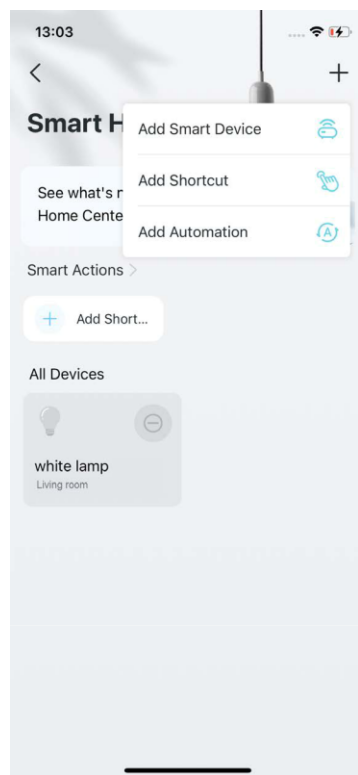 13:03
Smart H
Add Smart Device
Add Shortcut
Add Automation
See what's
Home Cente
Smart Actions >
+ Add Short...
All Devices
white lamp
Living room